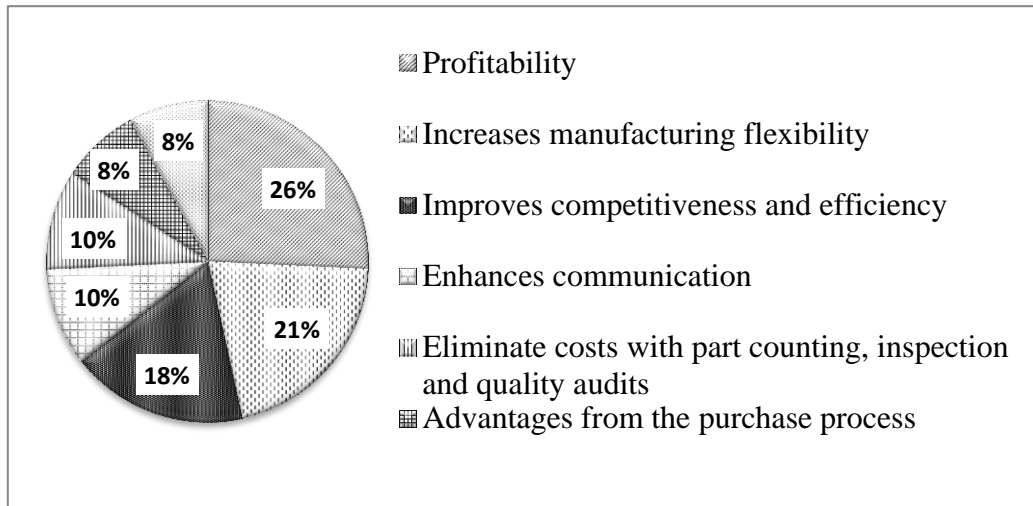 Profitability
8%
8%
26%
Increases manufacturing flexibility
Improves competitiveness and efficiency
10%
Enhances communication
10%
21%
Eliminate costs with part counting, inspection
and quality audits
18%
Advantages from the purchase process